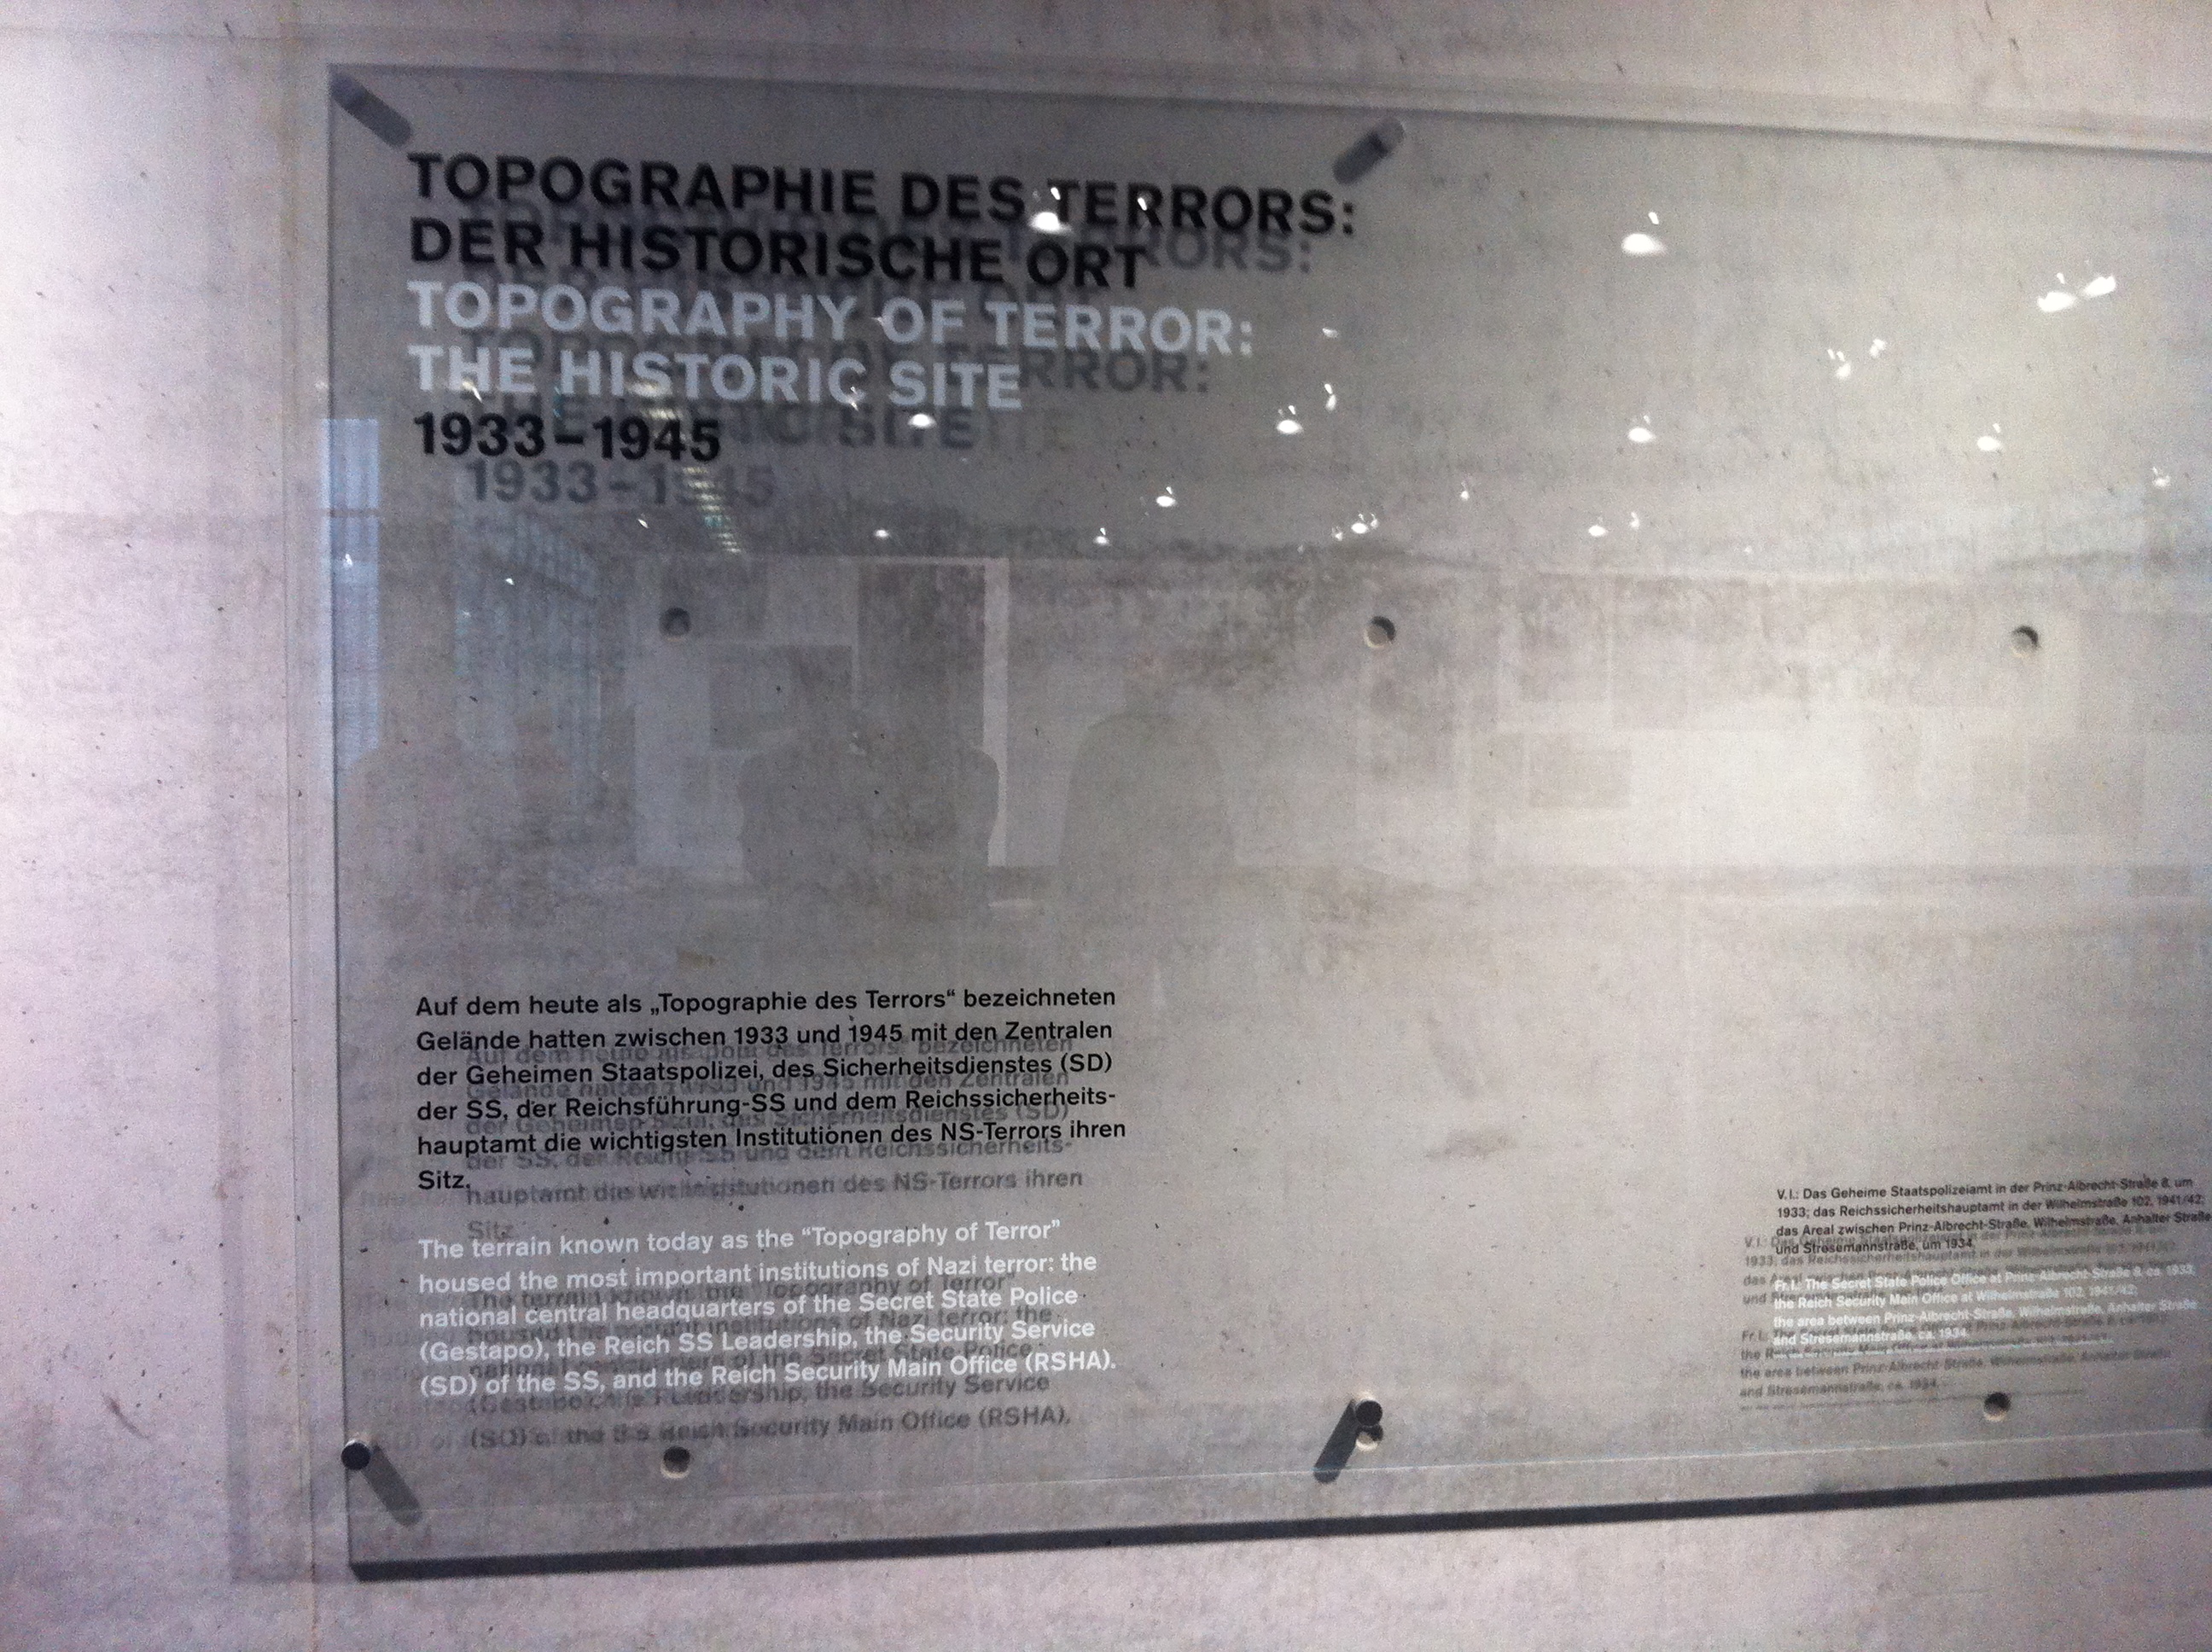 TOPOGRAPHIE DES TERRORS:
DER HISTORISCHE ORT
TOPOGRAPHY OF TERROR:
THE HISTORIC SITE
1933–1945
Auf dem heute als „Topographie des Terrors“ bezeichneten
Gelände hatten zwischen 1933 und 1945 mit den Zentralen
der Geheimen Staatspolizei, des Sicherheitsdienstes (SD)
der SS, der Reichsführung-SS und dem Reichssicherheits-
hauptamt die wichtigsten Institutionen des NS-Terrors ihren
Sitz.
The terrain known today as the “Topography of Terror”
housed the most important institutions of Nazi terror: the
national central headquarters of the Secret State Police
(Gestapo), the Reich SS Leadership, the Security Service
(SD) of the SS, and the Reich Security Main Office (RSHA).
V. l.: Das Geheime Staatspolizeiamt in der Prinz-Albrecht-Straße 8, um
1933; das Reichssicherheitshauptamt in der Wilhelmstraße 102, 1941/42;
das Areal zwischen Prinz-Albrecht-Straße, Wilhelmstraße, Anhalter Straße
und Stresemannstraße, um 1934.
Fr. l.: The Secret State Police Office at Prinz-Albrecht-Straße 8, ca. 1933;
the Reich Security Main Office at Wilhelmstraße 102, 1941/42;
the area between Prinz-Albrecht-Straße, Wilhelmstraße, Anhalter Straße
and Stresemannstraße, ca. 1934.